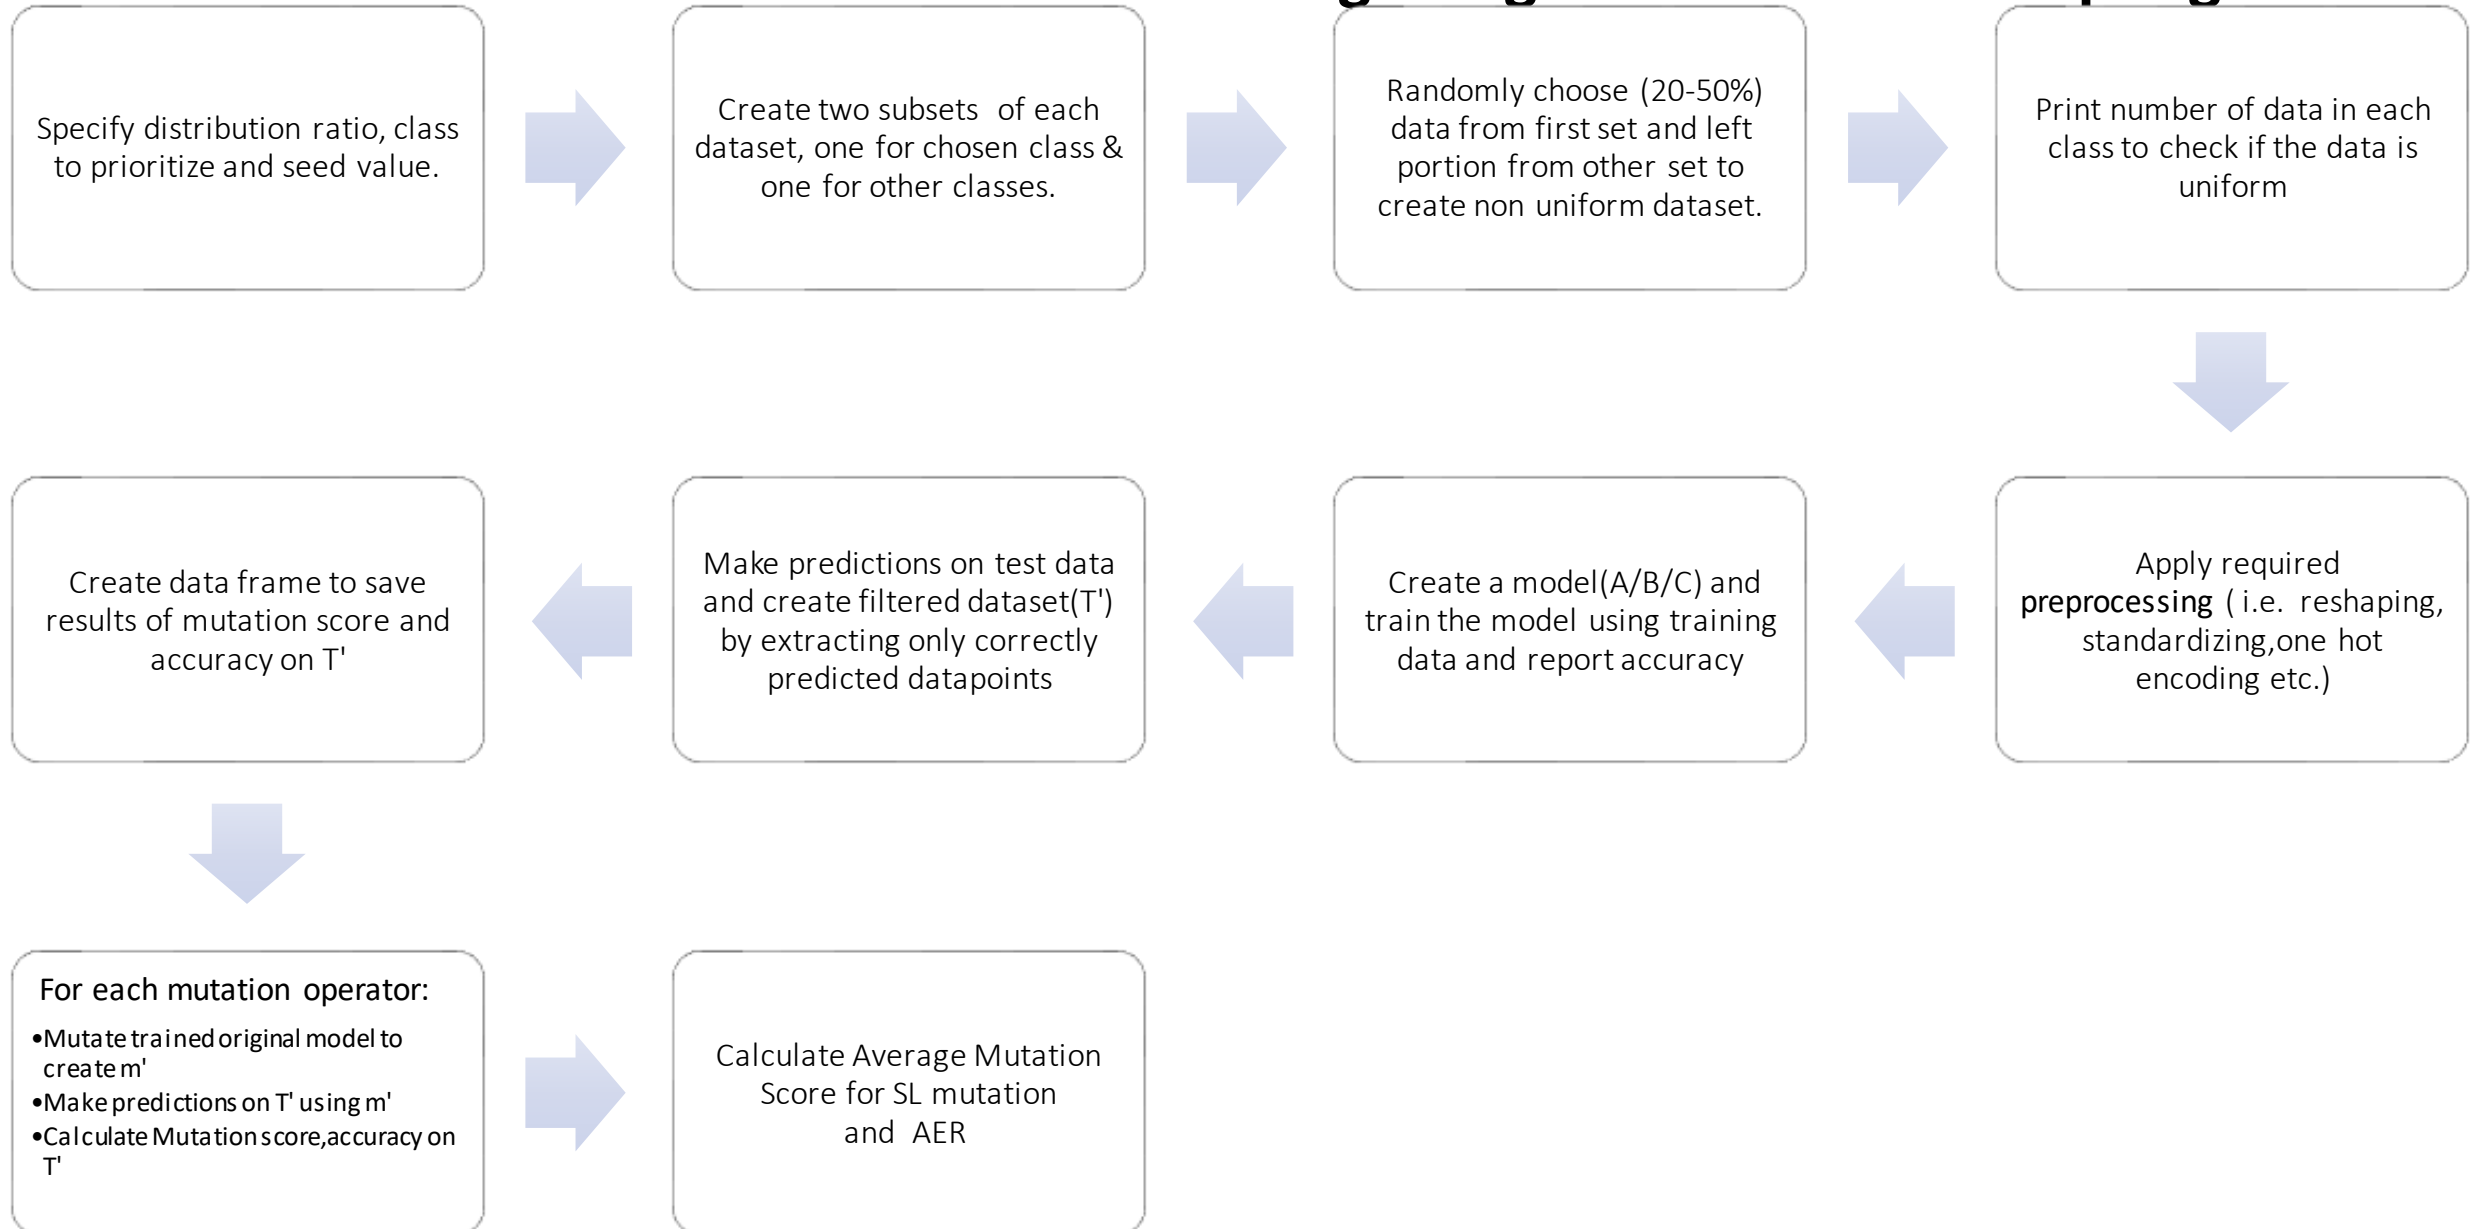 Specify distribution ratio, class
to prioritize and seed value.
Create two subsets of each
dataset, one for chosen class &
one for other classes.
Randomly choose (20-50%)
data from first set and left
portion from other set to
create non uniform dataset.
Print number of data in each
class to check if the data is
uniform
Apply required
preprocessing ( i.e. reshaping,
standardizing,one hot
encoding etc.)
Create a model(A/B/C) and
train the model using training
data and report accuracy
Make predictions on test data
and create filtered dataset(T')
by extracting only correctly
predicted datapoints
Create data frame to save
results of mutation score and
accuracy on T'
For each mutation operator:
•Mutate trained original model to
create m'
•Make predictions on T' using m'
•Calculate Mutation score,accuracy on
T'
Calculate Average Mutation
Score for SL mutation
and AER